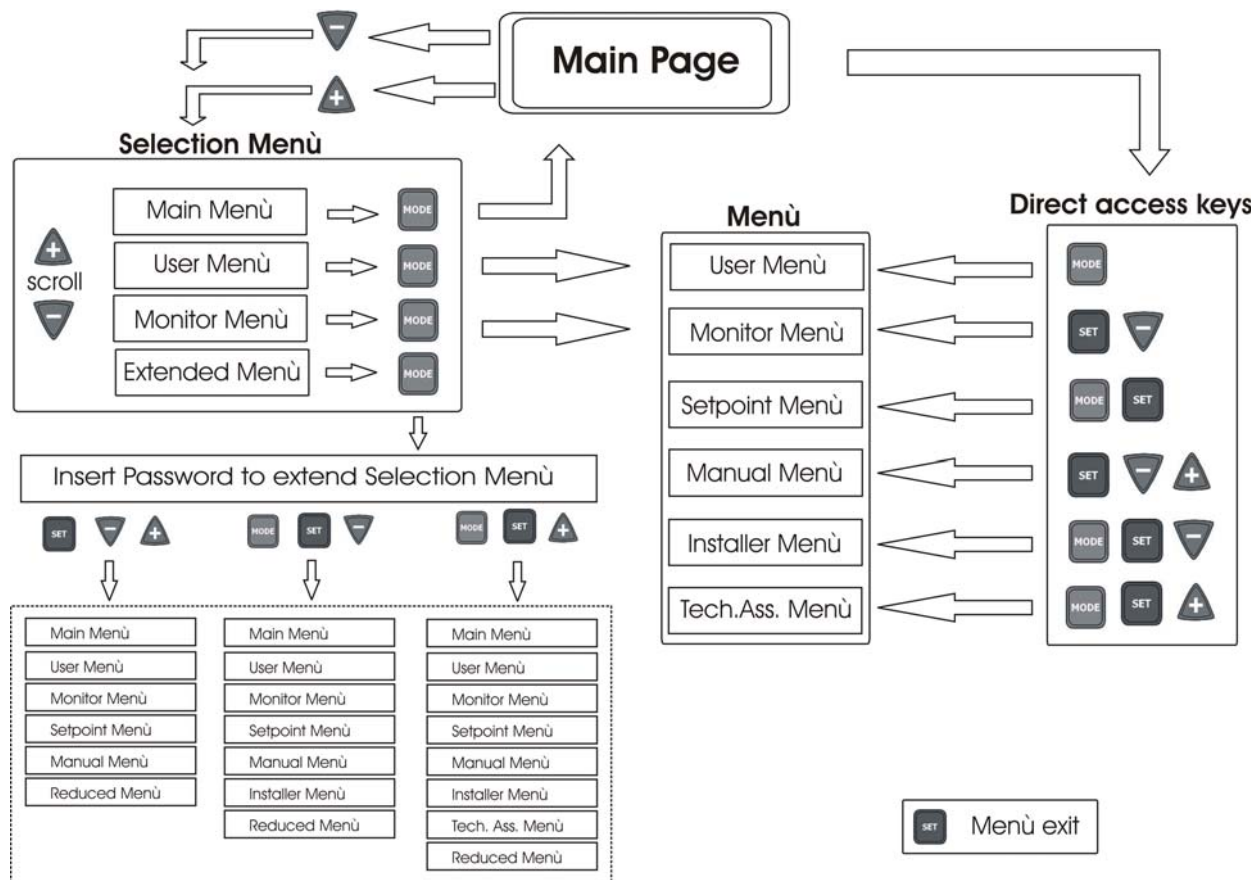 Main Page
Selection Menù
scroll
Main Menù
MODE
User Menù
MODE
Monitor Menù
MODE
Extended Menù
MODE
Insert Password to extend Selection Menù
SET
MODE SET
MODE SET
Main Menù
User Menù
Monitor Menù
Setpoint Menù
Manual Menù
Reduced Menù
Main Menù
User Menù
Monitor Menù
Setpoint Menù
Manual Menù
Installer Menù
Reduced Menù
Main Menù
User Menù
Monitor Menù
Setpoint Menù
Manual Menù
Installer Menù
Tech. Ass. Menù
Reduced Menù
Menù
User Menù
Monitor Menù
Setpoint Menù
Manual Menù
Installer Menù
Tech.Ass. Menù
Direct access keys
MODE
SET
MODE SET
SET
MODE SET
MODE SET
SET Menù exit